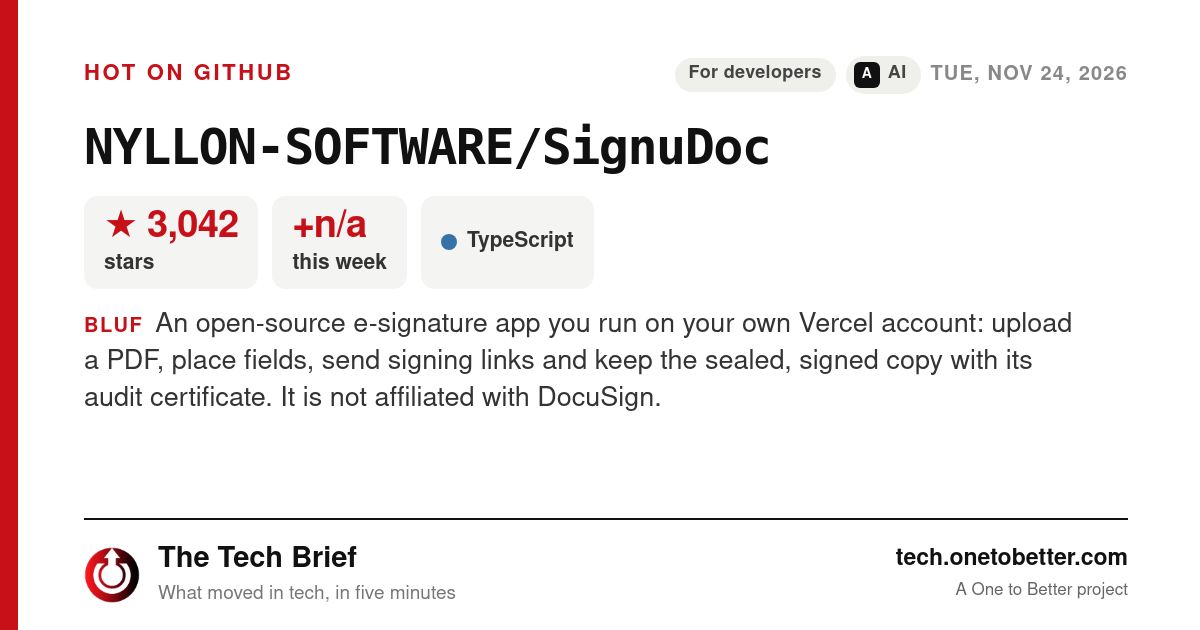 HOT ON GITHUB
For developers
A AI
TUE, NOV 24, 2026
NYLLON-SOFTWARE/SignuDoc
★ 3,042
stars
+n/a
this week
TypeScript
BLUF An open-source e-signature app you run on your own Vercel account: upload
a PDF, place fields, send signing links and keep the sealed, signed copy with its
audit certificate. It is not affiliated with DocuSign.
The Tech Brief
What moved in tech, in five minutes
tech.onetobetter.com
A One to Better project